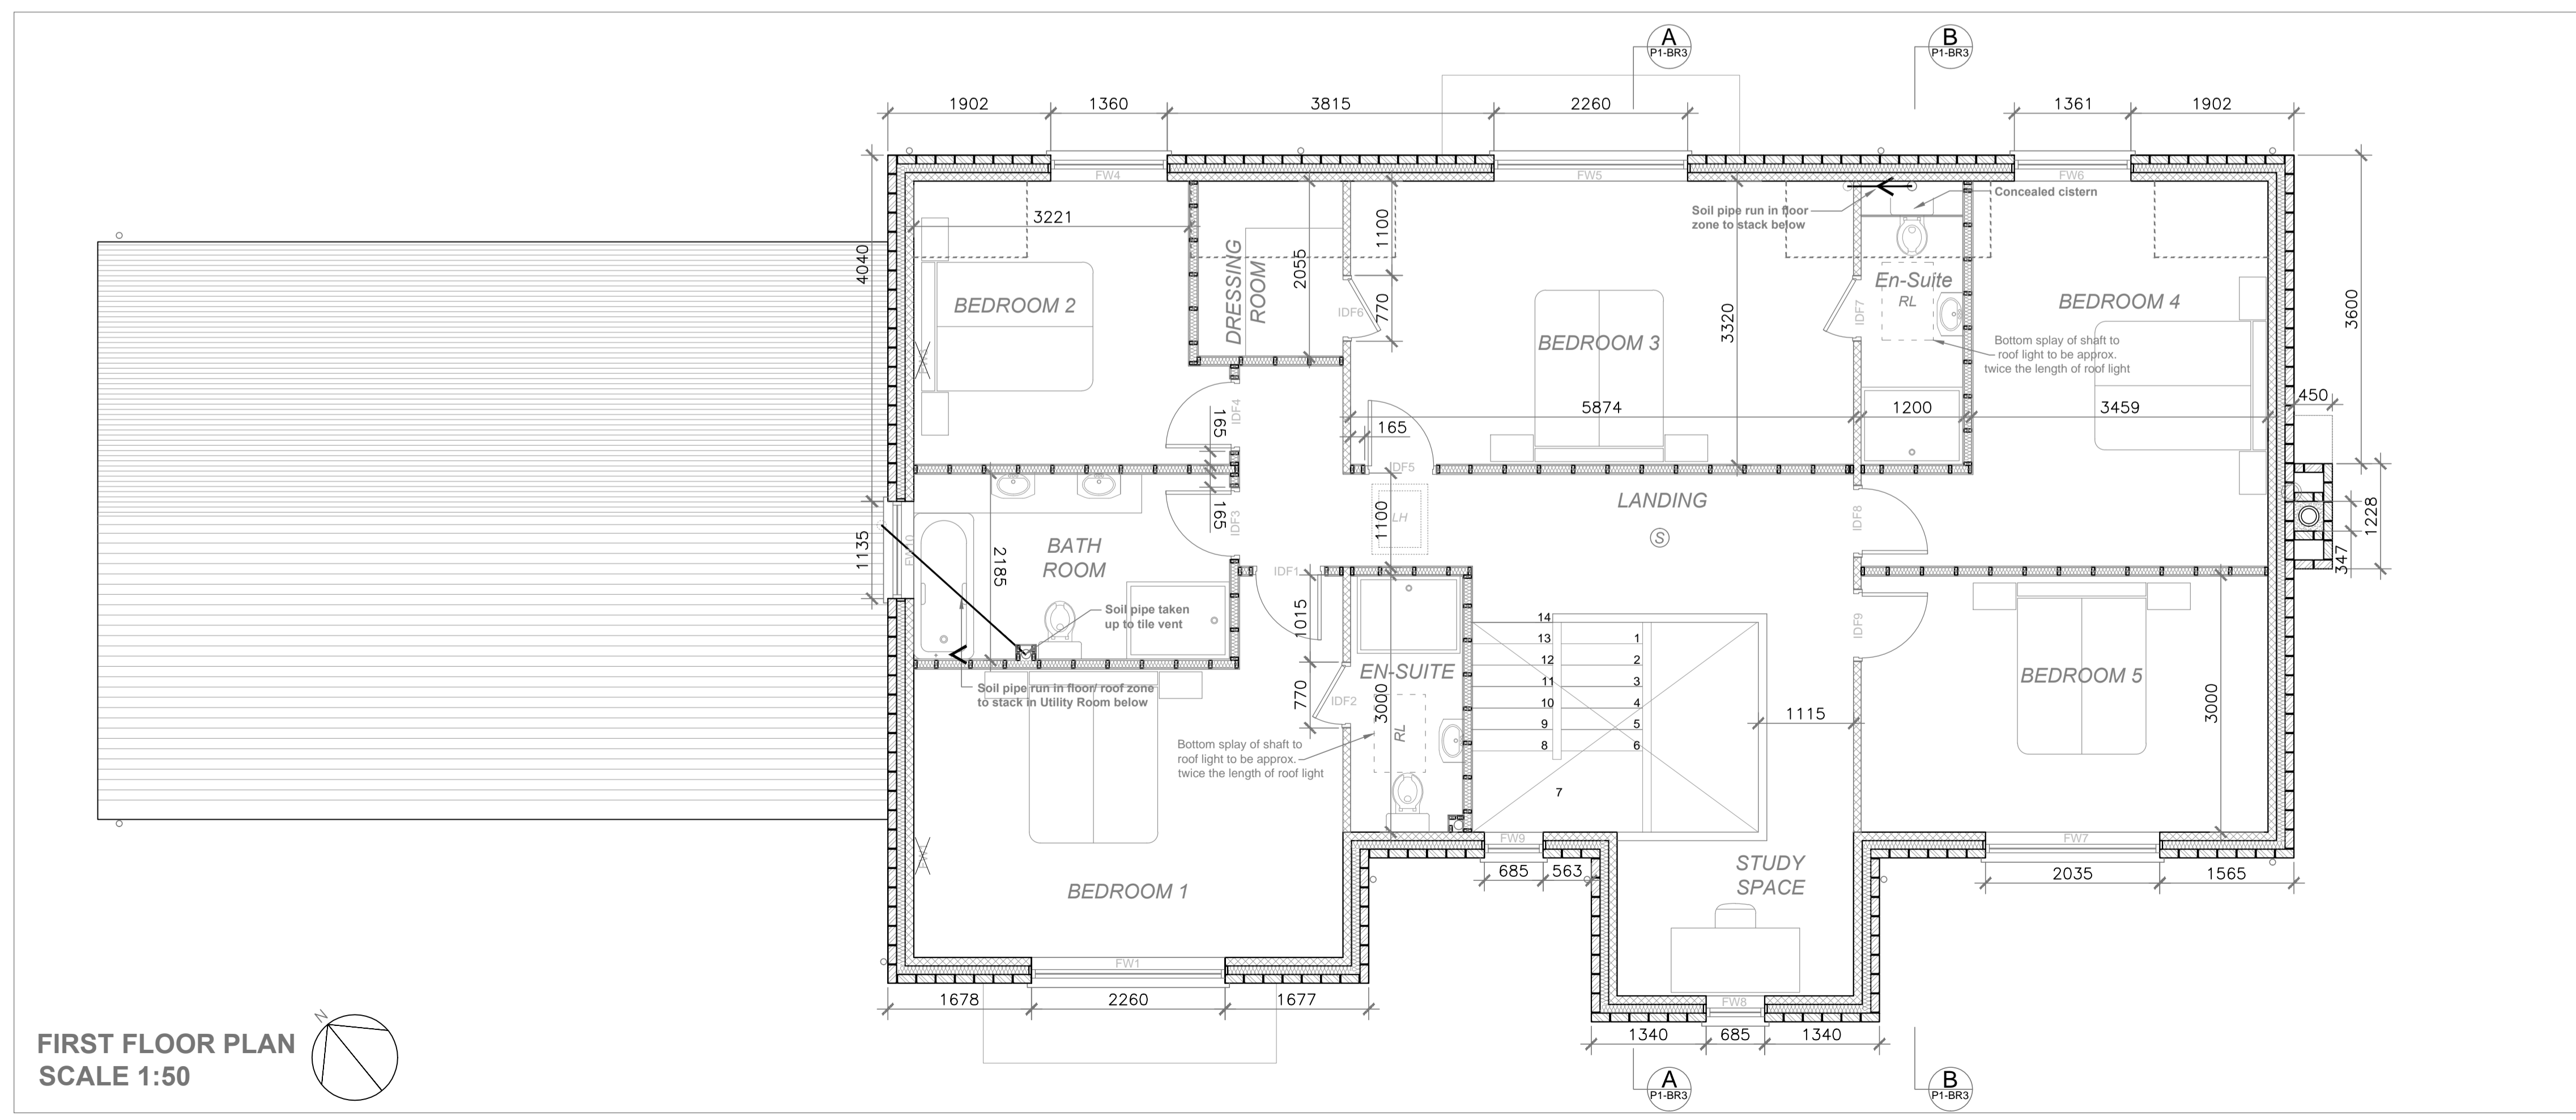 A
P1-BR3
B
P1-BR3
1902
1360
3815
2260
1361
1902
FW4
FW5
FW6
Concealed cistern
Soil pipe run in floor
zone to stack below
3221
1100
4040
2055
DRESSING
ROOM
BEDROOM 2
770
IDF6
BEDROOM 3
3320
IDF7
En-Suite
RL
BEDROOM 4
3600
Bottom splay of shaft to
roof light to be approx.
twice the length of roof light
450
5874
1200
3459
165
IDF4
165
IDF5
LANDING
S
LH
1100
165
IDF3
IDF8
1228
347
1135
BATH
ROOM
2185
IDF1
1015
Soil pipe taken
up to tile vent
14
13
12
11
10
9
8
7
1
2
3
4
5
6
IDF9
EN-SUITE
BEDROOM 5
3000
Soil pipe run in floor/ roof zone
to stack in Utility Room below
770
IDF2
3000
RL
1115
Bottom splay of shaft to
roof light to be approx.
twice the length of roof light
FW9
FW7
685
563
STUDY
SPACE
2035
1565
BEDROOM 1
FW1
FW8
1678
2260
1677
1340
685
1340
N
FIRST FLOOR PLAN
SCALE 1:50
A
P1-BR3
B
P1-BR3